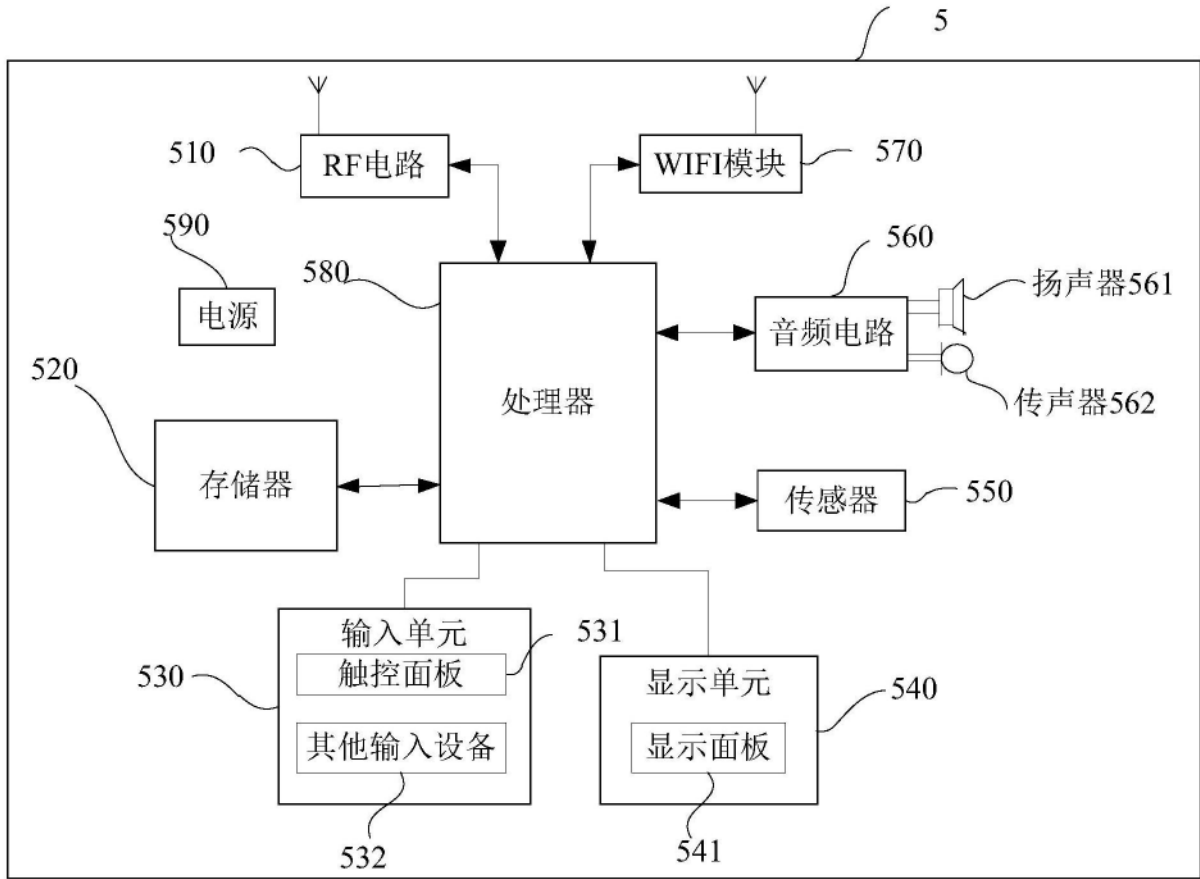 5
510
RF电路
WIFI模块
570
590
580
560
电源
扬声器561
音频电路
520
处理器
传声器562
存储器
传感器
550
输入单元
531
530
触控面板
显示单元
540
其他输入设备
显示面板
532
541